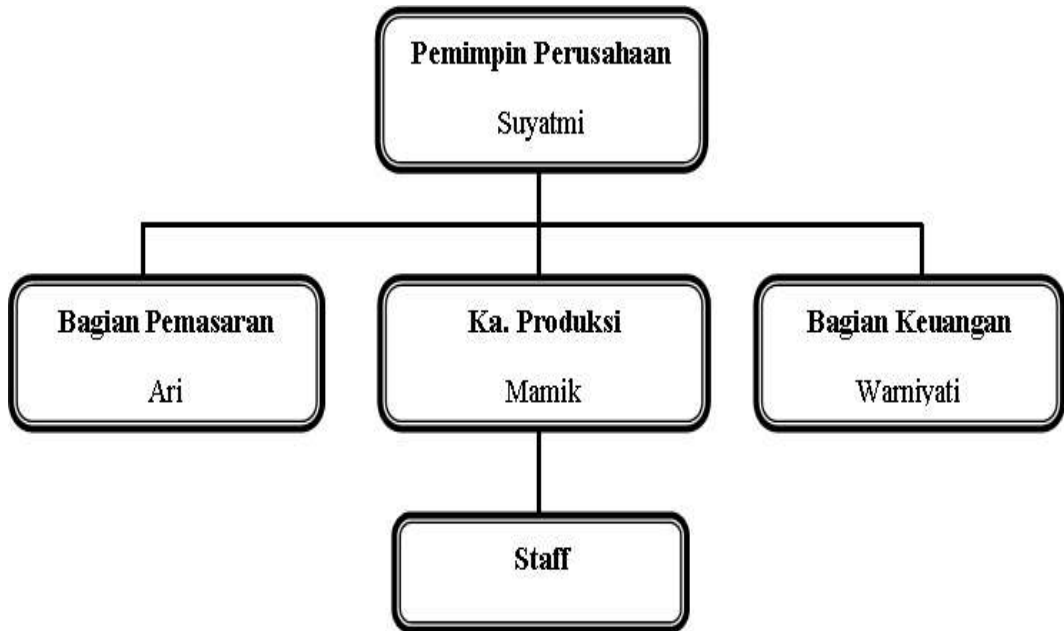 Pemimpin Perusahaan
Suyatmi
Bagian Pemasaran
Ari
Ka. Produksi
Mamik
Bagian Keuangan
Warniyati
Staff